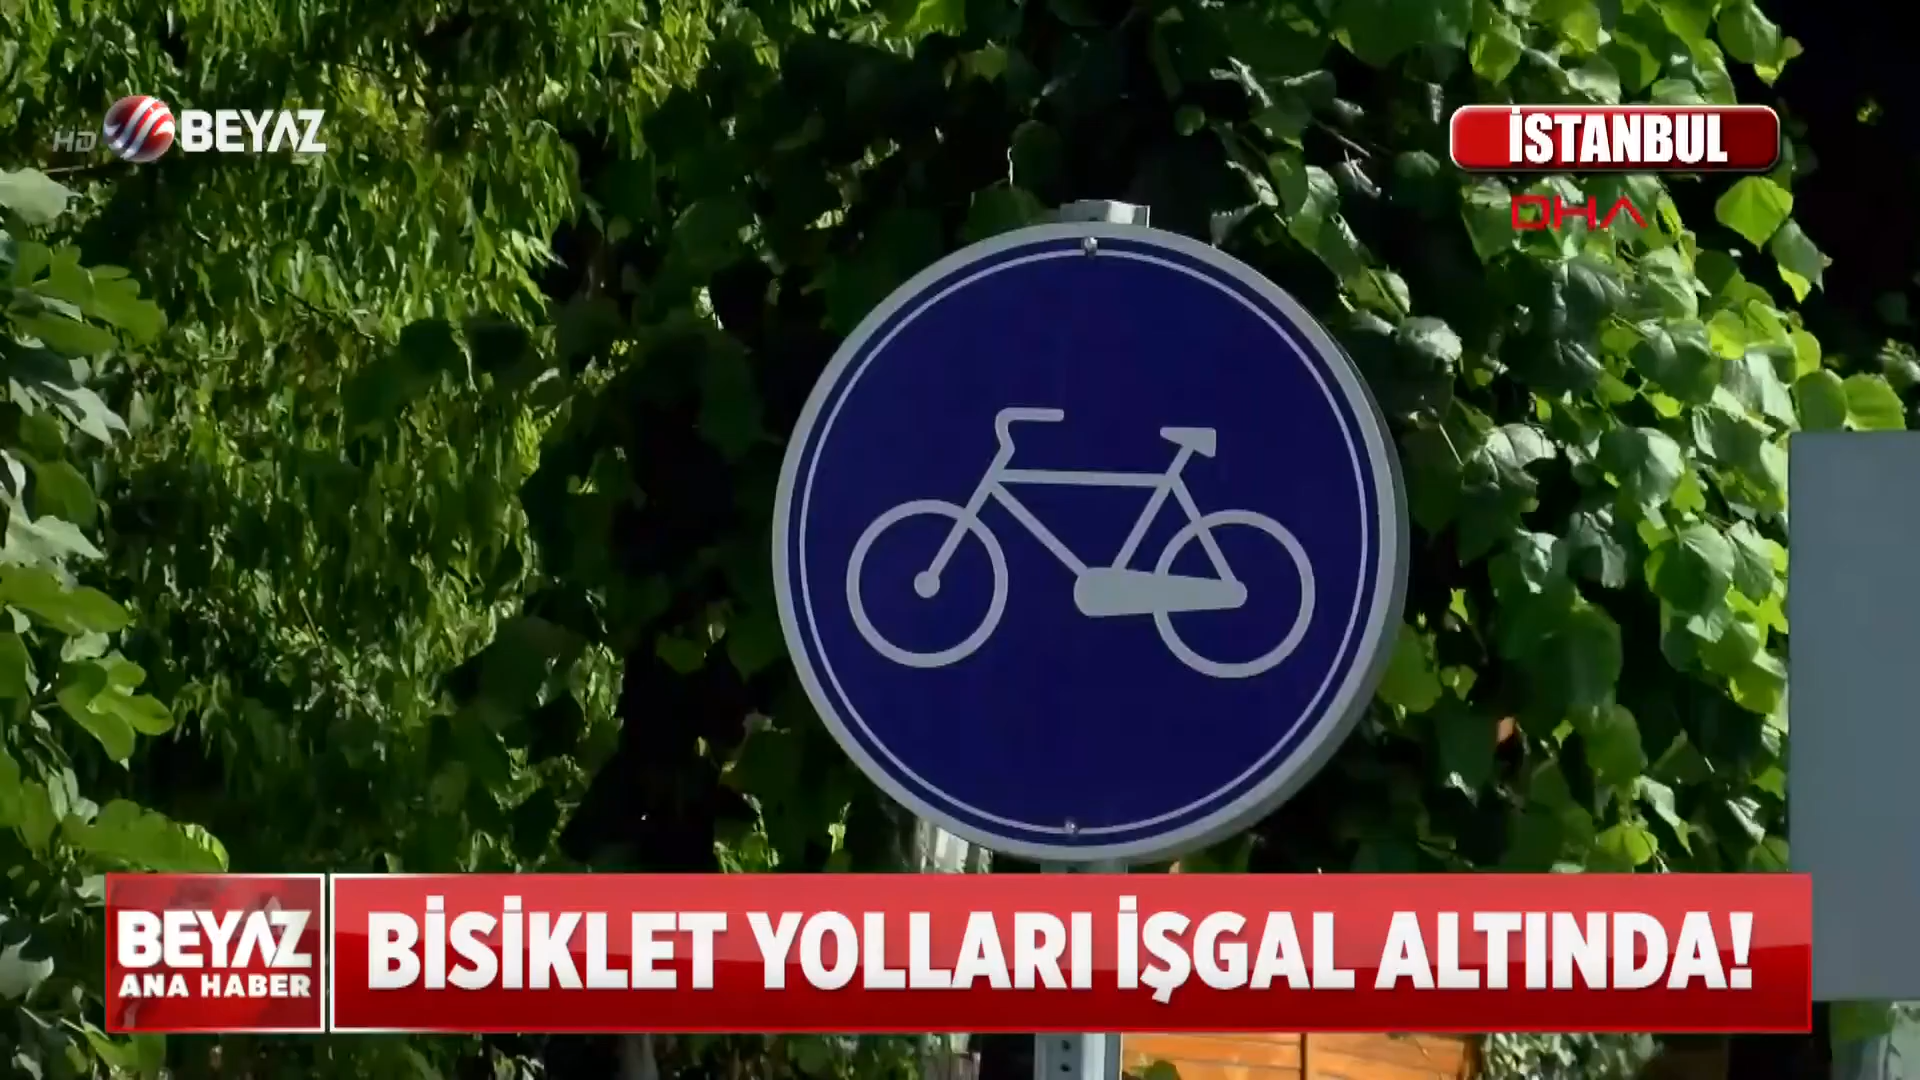 HD BEYAZ
İSTANBUL
DHA
BEYAZ
ANA HABER
BİSİKLET YOLLARI İŞGAL ALTINDA!